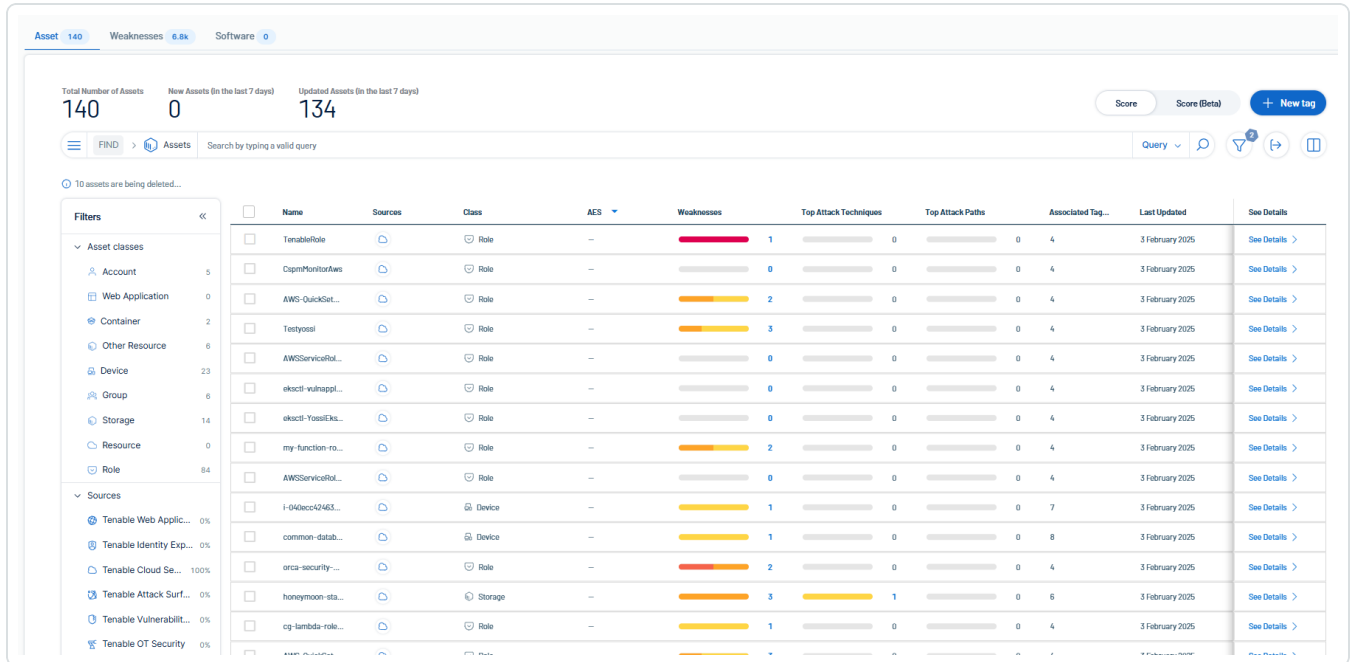 Asset 140 Weaknesses 6.8k Software 0
Total Number of Assets New Assets (in the last 7 days) Updated Assets (in the last 7 days)
140 0 134
Score Score (Beta) + New tag
FIND > Assets Search by typing a valid query Query 2
10 assets are being deleted...
Filters «
Asset classes
Account 5
Web Application 0
Container 2
Other Resource 6
Device 23
Group 6
Storage 14
Resource 0
Role 84
Sources
Tenable Web Applic... 0%
Tenable Identity Exp... 0%
Tenable Cloud Se... 100%
Tenable Attack Surf... 0%
Tenable Vulnerabilit... 0%
Tenable OT Security 0%
Name Sources Class AES Weaknesses Top Attack Techniques Top Attack Paths Associated Tag... Last Updated See Details
TenableRole Role – 1 0 0 4 3 February 2025 See Details >
CspmMonitorAws Role – 0 0 0 4 3 February 2025 See Details >
AWS-QuickSet... Role – 2 0 0 4 3 February 2025 See Details >
Testyossi Role – 3 0 0 4 3 February 2025 See Details >
AWSServiceRol... Role – 0 0 0 4 3 February 2025 See Details >
eksctl-vulnappl... Role – 0 0 0 4 3 February 2025 See Details >
eksctl-YossiEks... Role – 0 0 0 4 3 February 2025 See Details >
my-function-ro... Role – 2 0 0 4 3 February 2025 See Details >
AWSServiceRol... Role – 0 0 0 4 3 February 2025 See Details >
i-040ecc42463... Device – 1 0 0 7 3 February 2025 See Details >
common-datab... Device – 1 0 0 8 3 February 2025 See Details >
orca-security-... Role – 2 0 0 4 3 February 2025 See Details >
honeymoon-sta... Storage – 3 1 0 6 3 February 2025 See Details >
cg-lambda-role... Role – 1 0 0 4 3 February 2025 See Details >